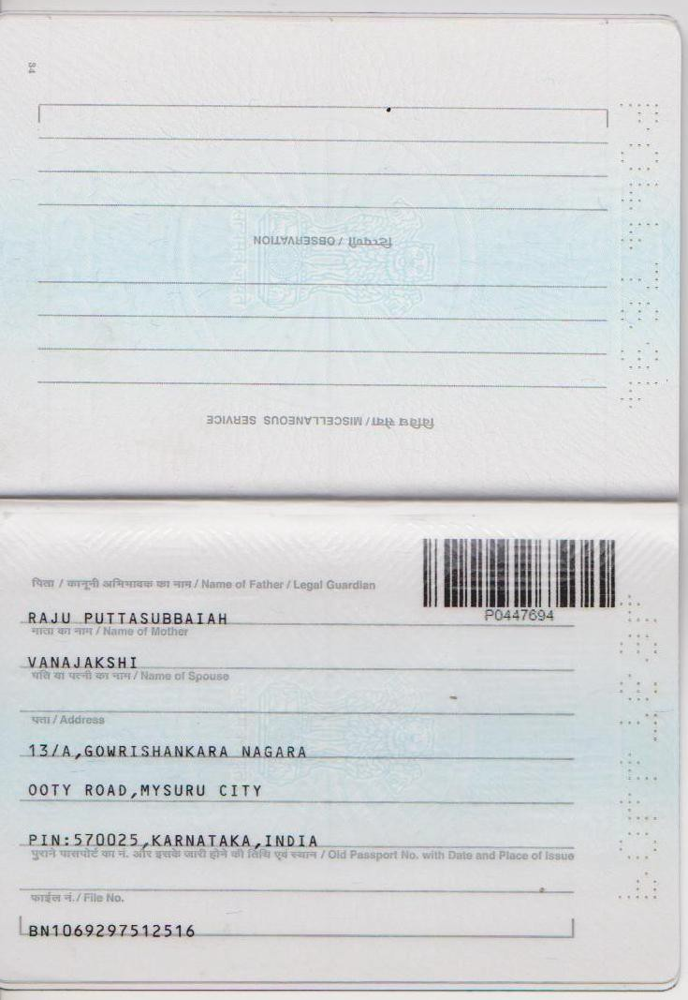 34
टिप्पणी / OBSERVATION
विविध सेवा / MISCELLANEOUS SERVICE
पिता / कानूनी अभिभावक का नाम / Name of Father / Legal Guardian
P0447694
RAJU PUTTASUBBAIAH
माता का नाम / Name of Mother
VANAJAKSHI
पति या पत्नी का नाम / Name of Spouse
पता / Address
13/A,GOWRISHANKARA NAGARA
OOTY ROAD,MYSURU CITY
PIN:570025,KARNATAKA,INDIA
पुराने पासपोर्ट का नं. और इसके जारी होने की तिथि एवं स्थान / Old Passport No. with Date and Place of Issue
फाईल नं./ File No.
BN1069297512516